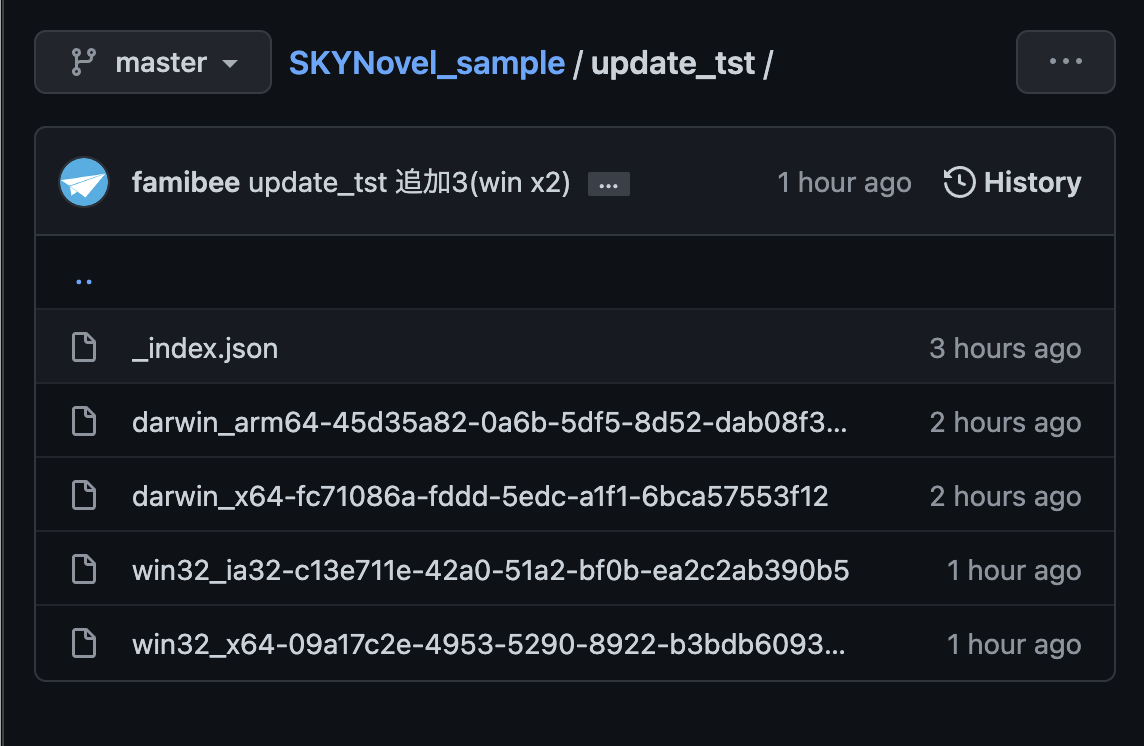 master SKYNovel_sample / update_tst / ...
famibee update_tst 追加3(win x2) ... 1 hour ago History
..
_index.json 3 hours ago
darwin_arm64-45d35a82-0a6b-5df5-8d52-dab08f3... 2 hours ago
darwin_x64-fc71086a-fddd-5edc-a1f1-6bca57553f12 2 hours ago
win32_ia32-c13e711e-42a0-51a2-bf0b-ea2c2ab390b5 1 hour ago
win32_x64-09a17c2e-4953-5290-8922-b3bdb6093... 1 hour ago